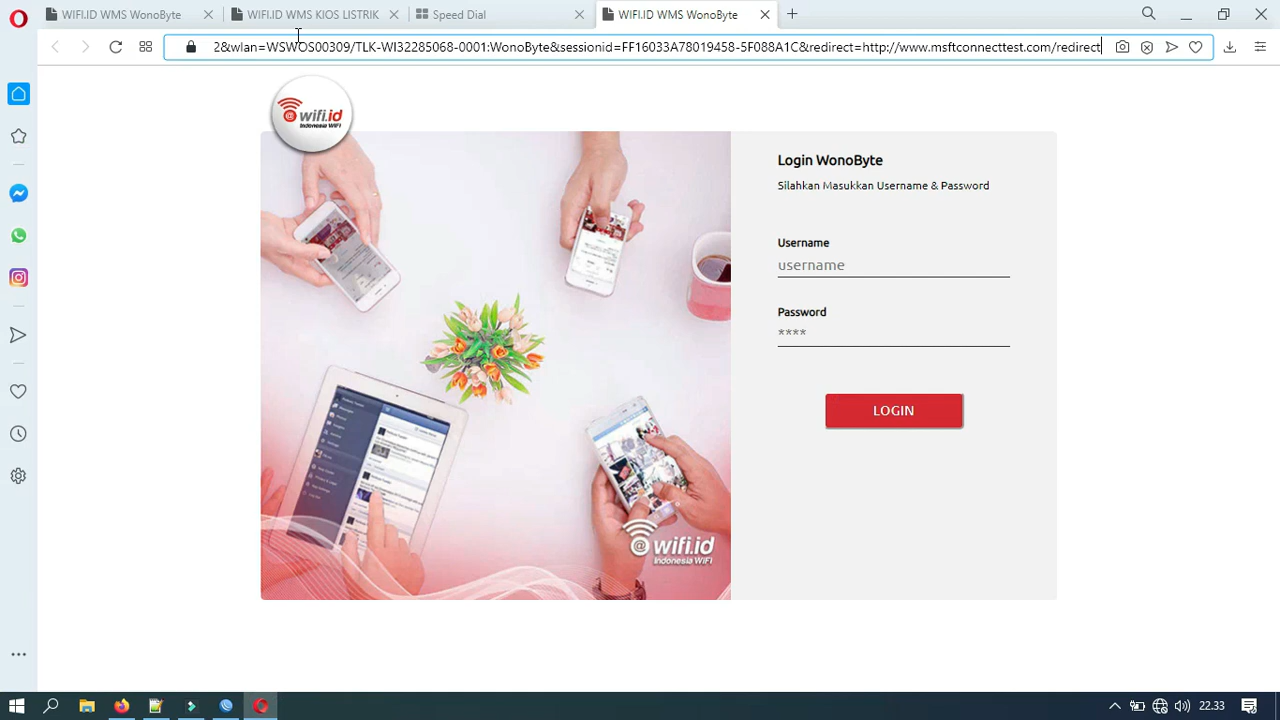 WIFI.ID WMS WonoByte
WIFI.ID WMS KIOS LISTRIK
Speed Dial
WIFI.ID WMS WonoByte
2&wlan=WSWOS00309/TLK-WI32285068-0001:WonoByte&sessionid=FF16033A78019458-5F088A1C&redirect=http://www.msftconnecttest.com/redirect
@wifi.id
Indonesia WiFi
Login WonoByte
Silahkan Masukkan Username & Password
Username
username
Password
****
LOGIN
@wifi.id
Indonesia WiFi
22.33